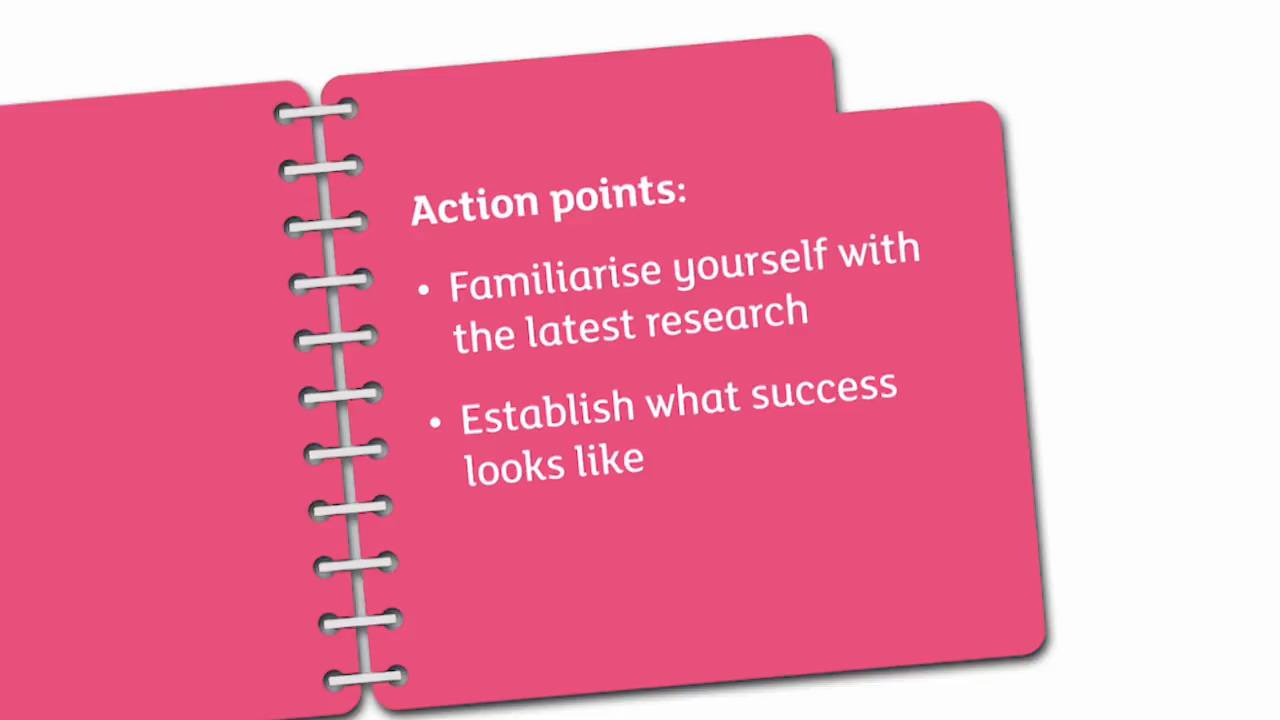 Action points:
• Familiarise yourself with
the latest research
• Establish what success
looks like